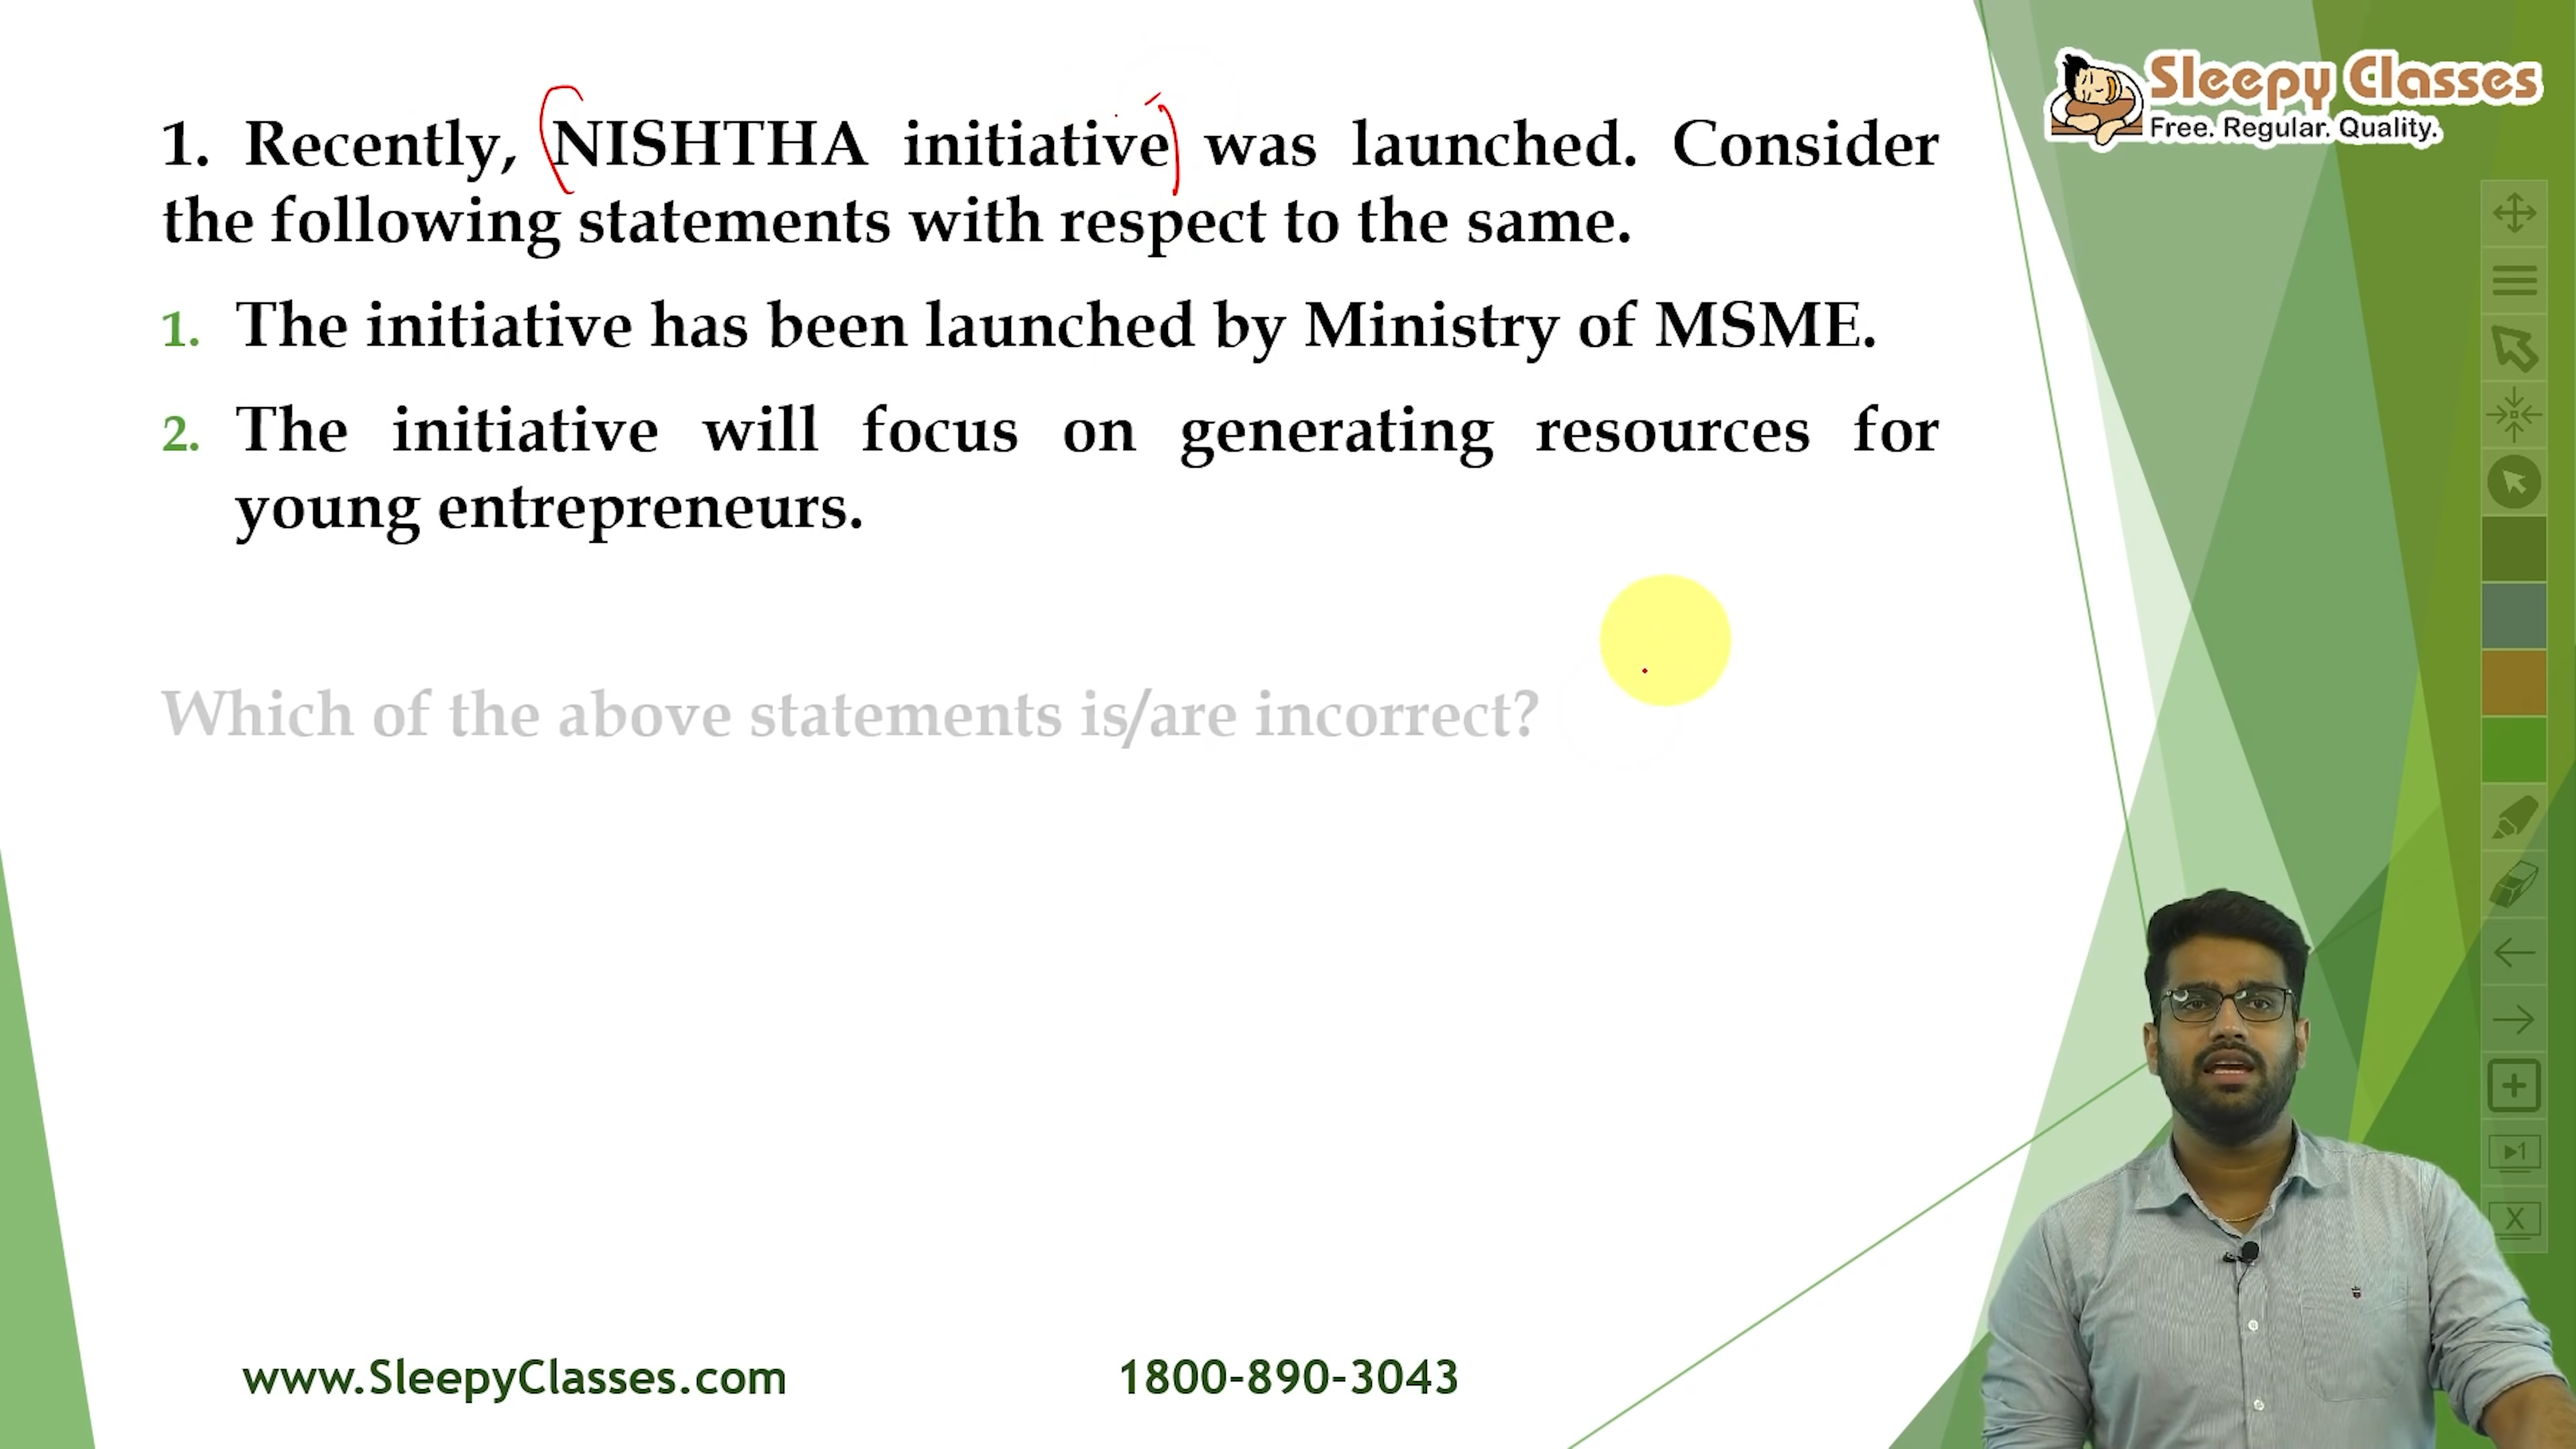 Sleepy Classes
Free. Regular. Quality.
1. Recently, NISHTHA initiative was launched. Consider
the following statements with respect to the same.
1. The initiative has been launched by Ministry of MSME.
2. The initiative will focus on generating resources for
young entrepreneurs.
Which of the above statements is/are incorrect?
1
X
www.SleepyClasses.com
1800-890-3043